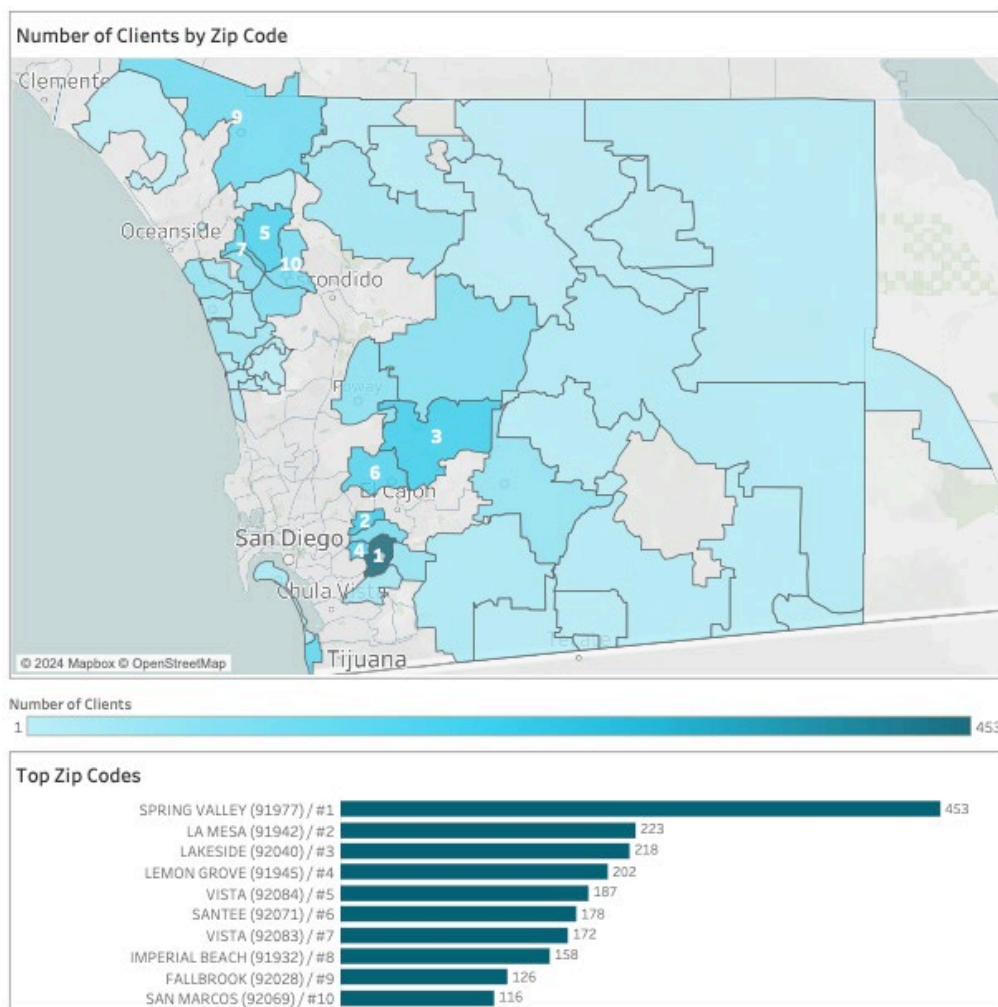 Number of Clients by Zip Code
Clemente
9
Oceanside
5
7
10
Poway
3
6
El Cajon
2
San Diego
4
1
Chula Vista
Tijuana
© 2024 Mapbox © OpenStreetMap
Number of Clients
1
453
Top Zip Codes
SPRING VALLEY (91977) / #1 453
LA MESA (91942) / #2 223
LAKESIDE (92040) / #3 218
LEMON GROVE (91945) / #4 202
VISTA (92084) / #5 187
SANTEE (92071) / #6 178
VISTA (92083) / #7 172
IMPERIAL BEACH (91932) / #8 158
FALLBROOK (92028) / #9 126
SAN MARCOS (92069) / #10 116